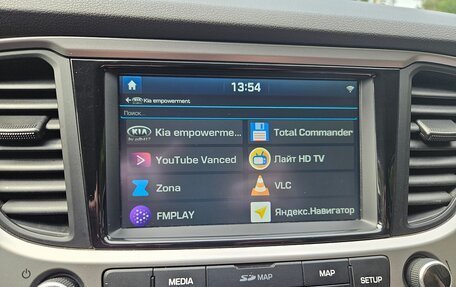 13:54
Kia empowerment
Поиск...
KIA Kia empowerme...
Total Commander
YouTube Vanced
Лайт HD TV
Zona
VLC
FMPLAY
Яндекс.Навигатор
MEDIA
SD MAP
MAP
SETUP